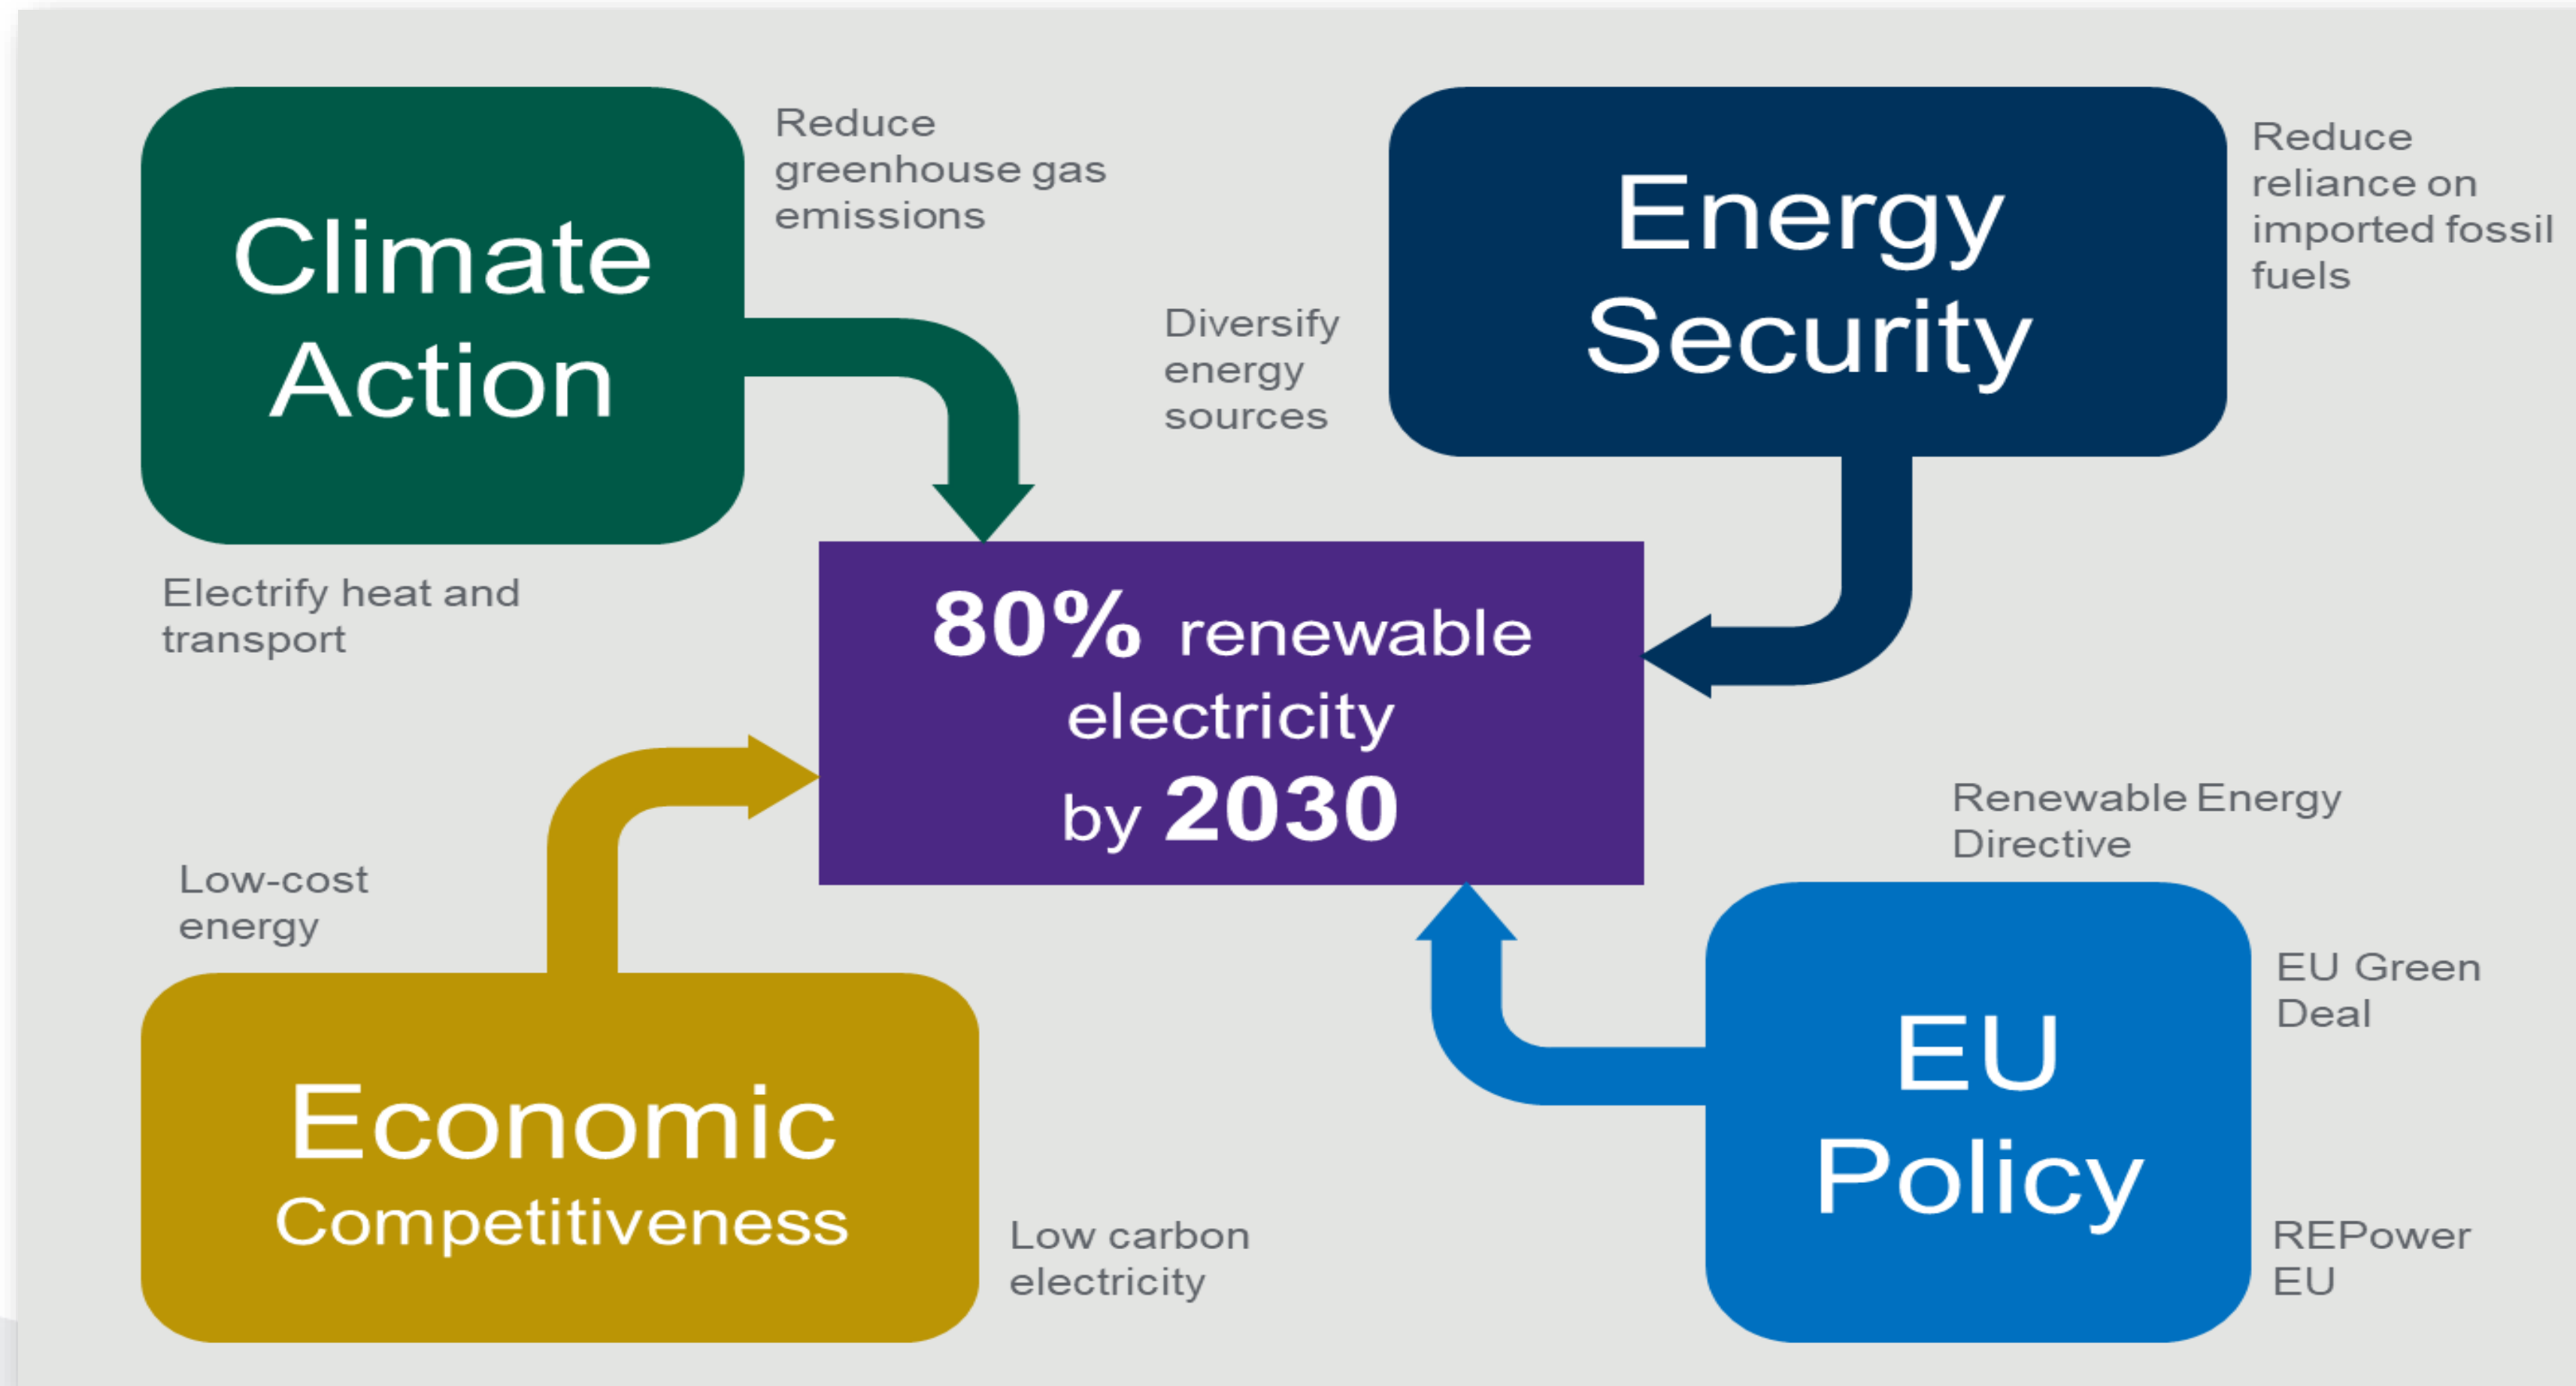 Climate
Action
Reduce
greenhouse gas
emissions
Electrify heat and
transport
Energy
Security
Diversify
energy
sources
Reduce
reliance on
imported fossil
fuels
80% renewable
electricity
by 2030
Low-cost
energy
Economic
Competitiveness
Low carbon
electricity
Renewable Energy
Directive
EU
Policy
EU Green
Deal
REPower
EU